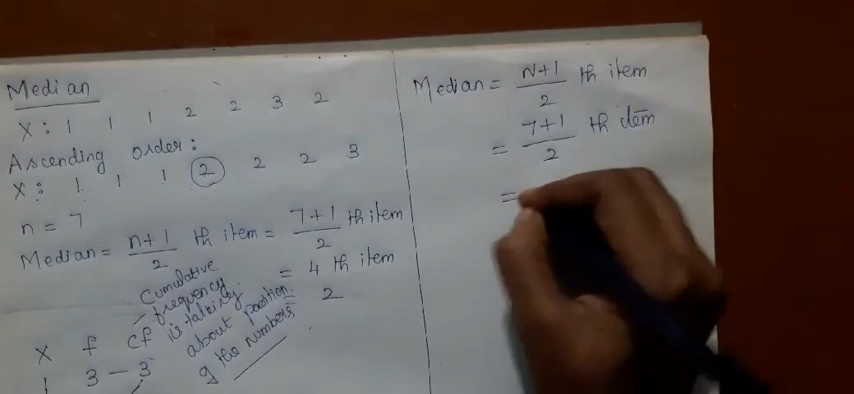 Median
X: 1 1 1 2 2 3 2
Ascending order:
X: 1 1 1 2 2 2 3
n = 7
Median = n+1/2 th item = 7+1/2 th item
= 4 th item
= 2
Cumulative
frequency
is talking
about position
of the numbers
X f cf
1 3 - 3
Median = N+1/2 th item
= 7+1/2 th item
=